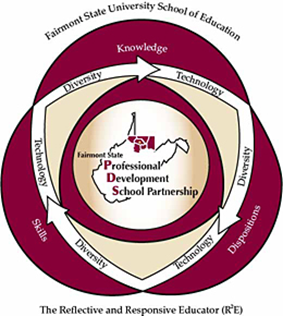 Fairmont State University School of Education
Knowledge
Diversity
Technology
Technology
Diversity
Fairmont State
Professional
Development
School Partnership
Skills
Dispositions
Diversity
Technology
The Reflective and Responsive Educator (R²E)